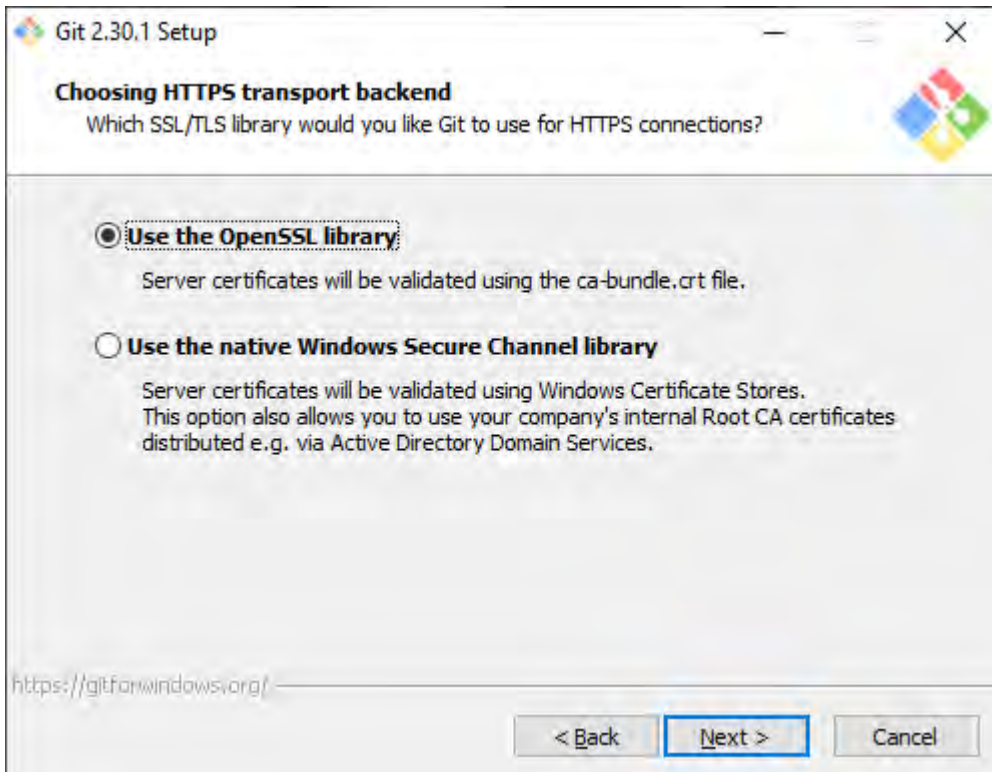 Git 2.30.1 Setup
Choosing HTTPS transport backend
Which SSL/TLS library would you like Git to use for HTTPS connections?
Use the OpenSSL library
Server certificates will be validated using the ca-bundle.crt file.
Use the native Windows Secure Channel library
Server certificates will be validated using Windows Certificate Stores.
This option also allows you to use your company's internal Root CA certificates
distributed e.g. via Active Directory Domain Services.
https://gitforwindows.org/
< Back Next > Cancel